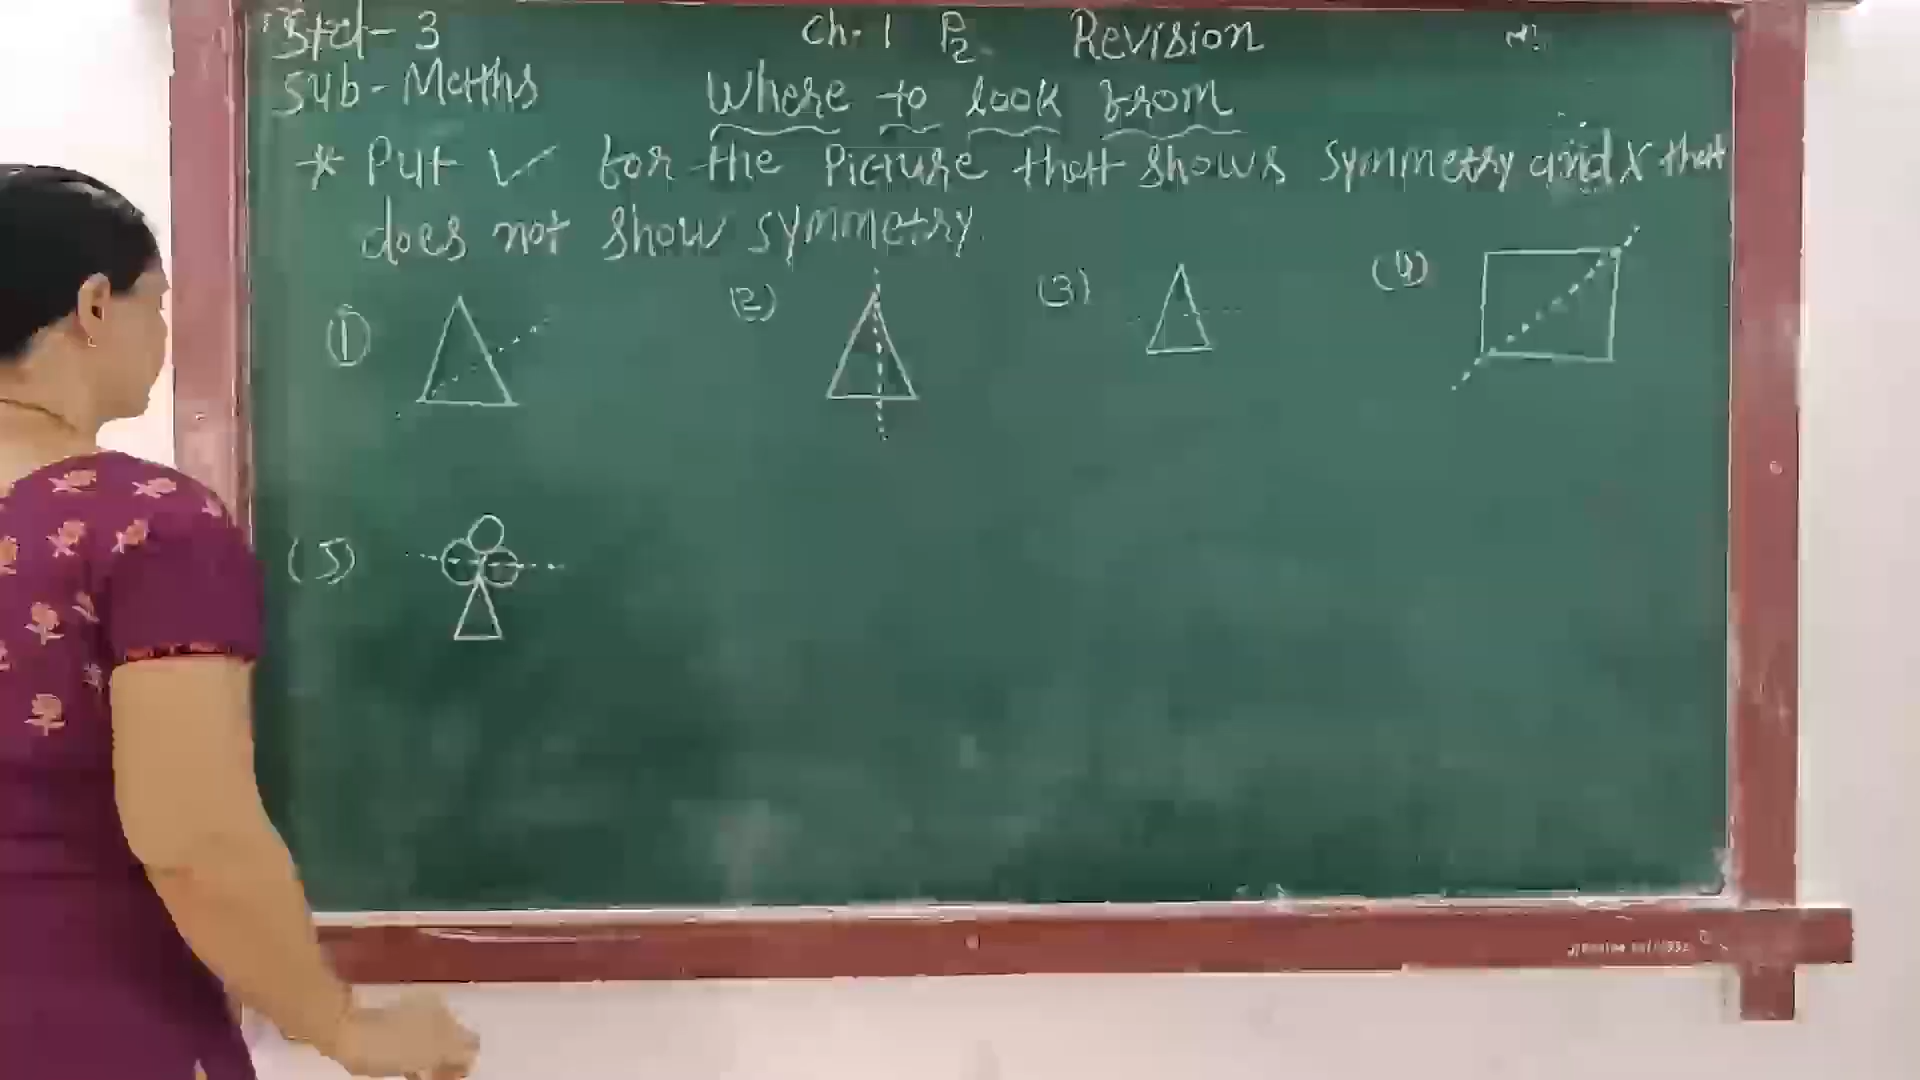 Std- 3 Ch. 1 P2. Revision
Sub- Maths Where to look from
* Put ✓ for the Picture that shows symmetry and X that
does not show symmetry.
① (2) (3) (4)
(5)